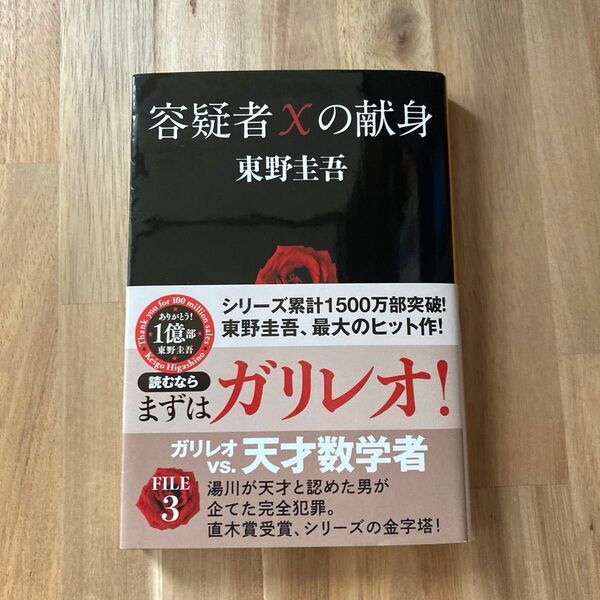 容疑者Xの献身
東野圭吾
シリーズ累計1500万部突破!
東野圭吾、最大のヒット作!
Thank you for 100 million sales
ありがとう!
1億部
東野圭吾
Keigo Higashino
読むなら
まずは
ガリレオ!
ガリレオ
vs. 天才数学者
FILE
3
湯川が天才と認めた男が
企てた完全犯罪。
直木賞受賞、シリーズの金字塔!